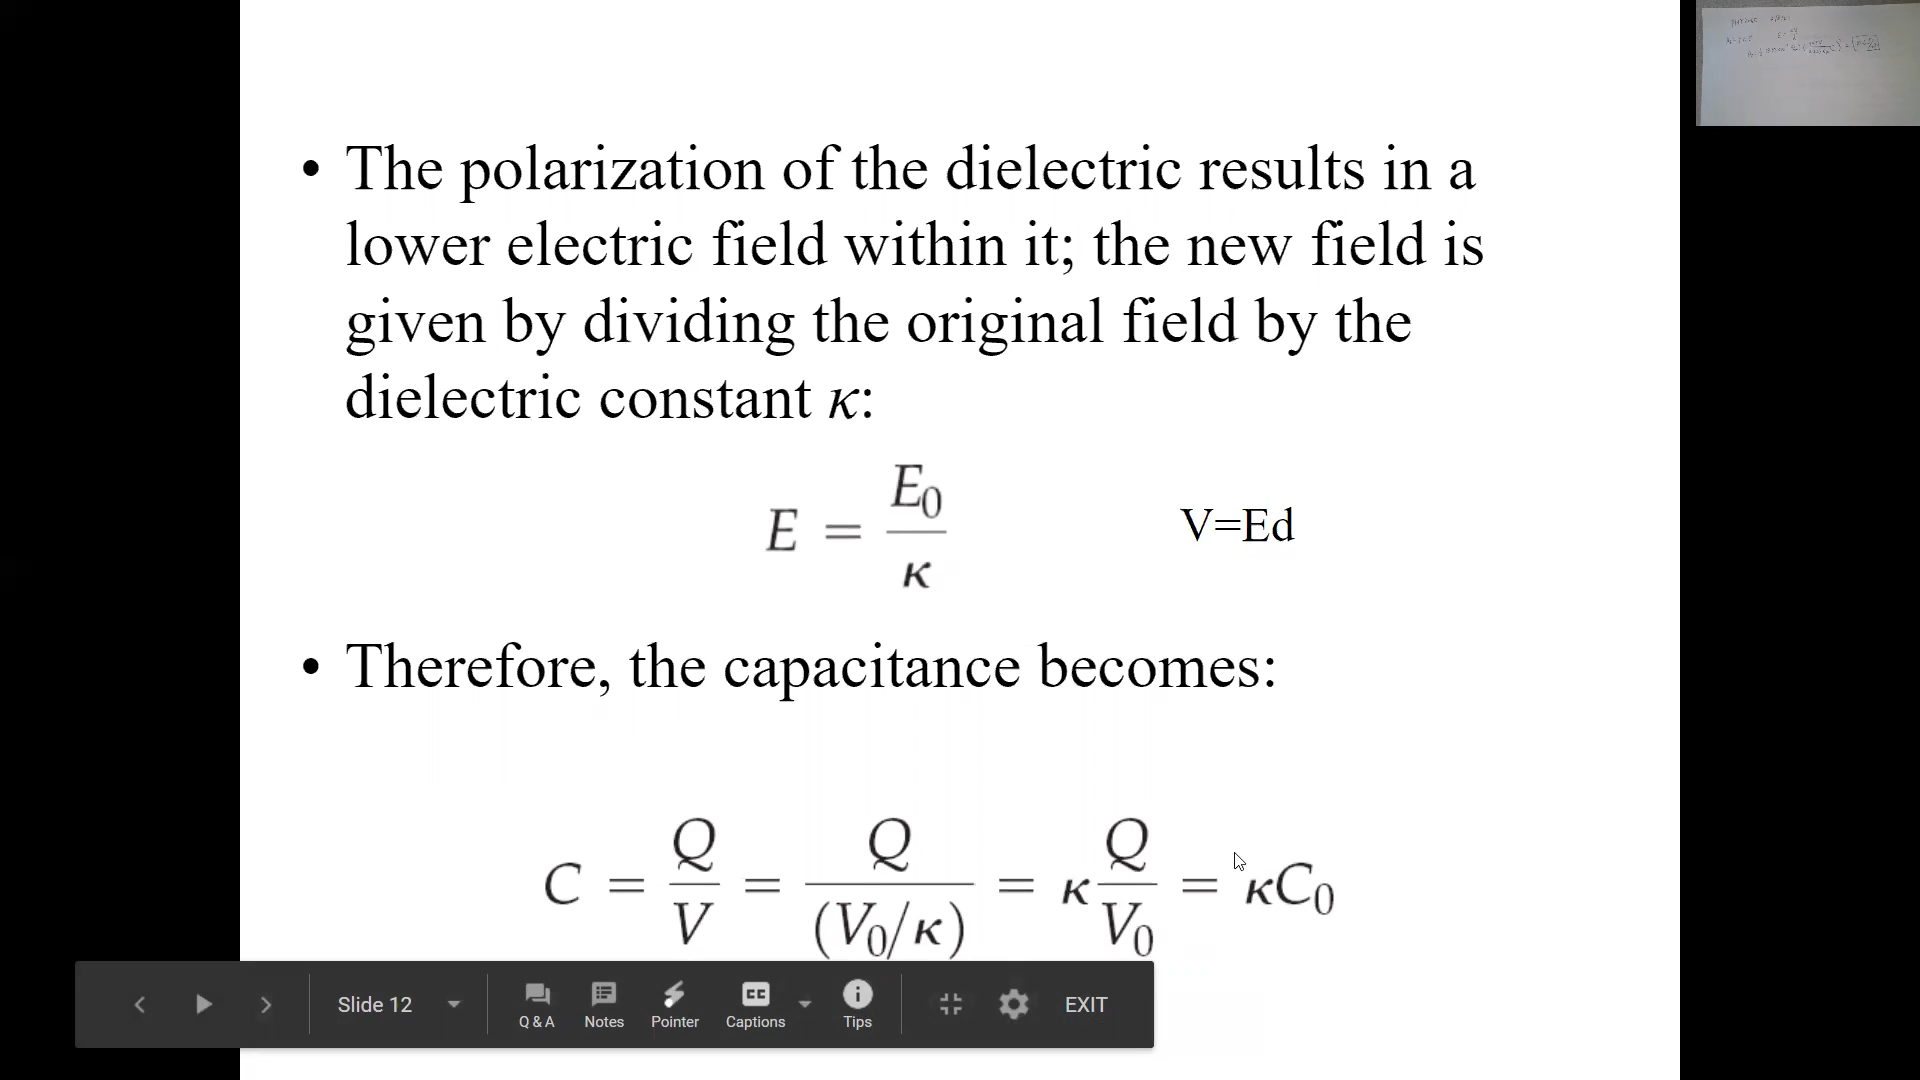 • The polarization of the dielectric results in a
lower electric field within it; the new field is
given by dividing the original field by the
dielectric constant κ:
E = E₀/κ
V=Ed
• Therefore, the capacitance becomes:
C = Q/V = Q/(V₀/κ) = κ Q/V₀ = κC₀
Slide 12
Q & A
Notes
Pointer
CC
Captions
Tips
EXIT